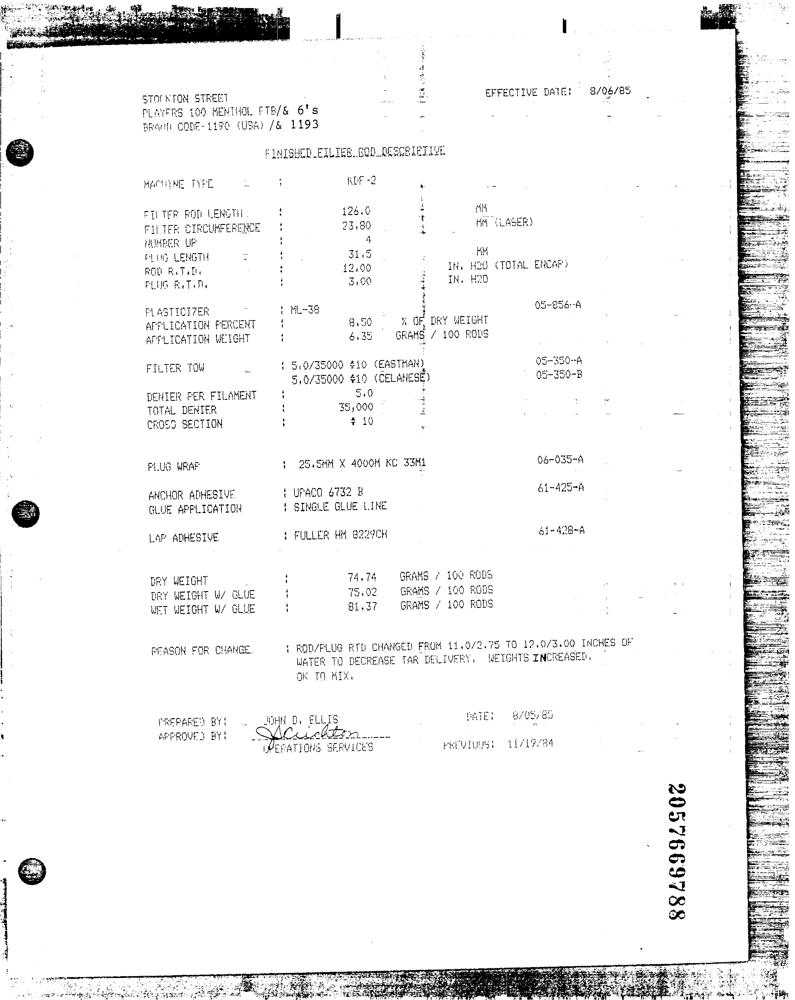 STOCKTON STREET
EFFECTIVE DATE: 8/06/85
PLAYERS 100 MENTHOL FTB/& 6's
BRAND CODE-1190 (USA) /& 1193
FINISHED FILTER ROD DESCRIPTIVE
MACHINE TYPE : KDF-2
FILTER ROD LENGTH : 126.0 MM
FILTER CIRCUMFERENCE : 23.80 MM (LASER)
NUMBER UP : 4
PLUG LENGTH : 31.5 MM
ROD R.T.D. : 12.00 IN. H2O (TOTAL ENCAP)
PLUG R.T.D. : 3.00 IN. H2O
PLASTICIZER : ML-38 05-856-A
APPLICATION PERCENT : 8.50 % OF DRY WEIGHT
APPLICATION WEIGHT : 6.35 GRAMS / 100 RODS
FILTER TOW : 5.0/35000 #10 (EASTMAN) 05-350-A
5.0/35000 #10 (CELANESE) 05-350-B
DENIER PER FILAMENT : 5.0
TOTAL DENIER : 35,000
CROSS SECTION : # 10
PLUG WRAP : 25.5MM X 4000M KC 33M1 06-035-A
ANCHOR ADHESIVE : UPACO 6732 B 61-425-A
GLUE APPLICATION : SINGLE GLUE LINE
LAP ADHESIVE : FULLER HM 8229CH 61-428-A
DRY WEIGHT : 74.74 GRAMS / 100 RODS
DRY WEIGHT W/ GLUE : 75.02 GRAMS / 100 RODS
WET WEIGHT W/ GLUE : 81.37 GRAMS / 100 RODS
REASON FOR CHANGE : ROD/PLUG RTD CHANGED FROM 11.0/2.75 TO 12.0/3.00 INCHES OF
WATER TO DECREASE TAR DELIVERY. WEIGHTS INCREASED.
OK TO MIX.
PREPARED BY: JOHN D. ELLIS DATE: 8/05/85
APPROVED BY: JSCrichton
OPERATIONS SERVICES PREVIOUS: 11/19/84
2057669788